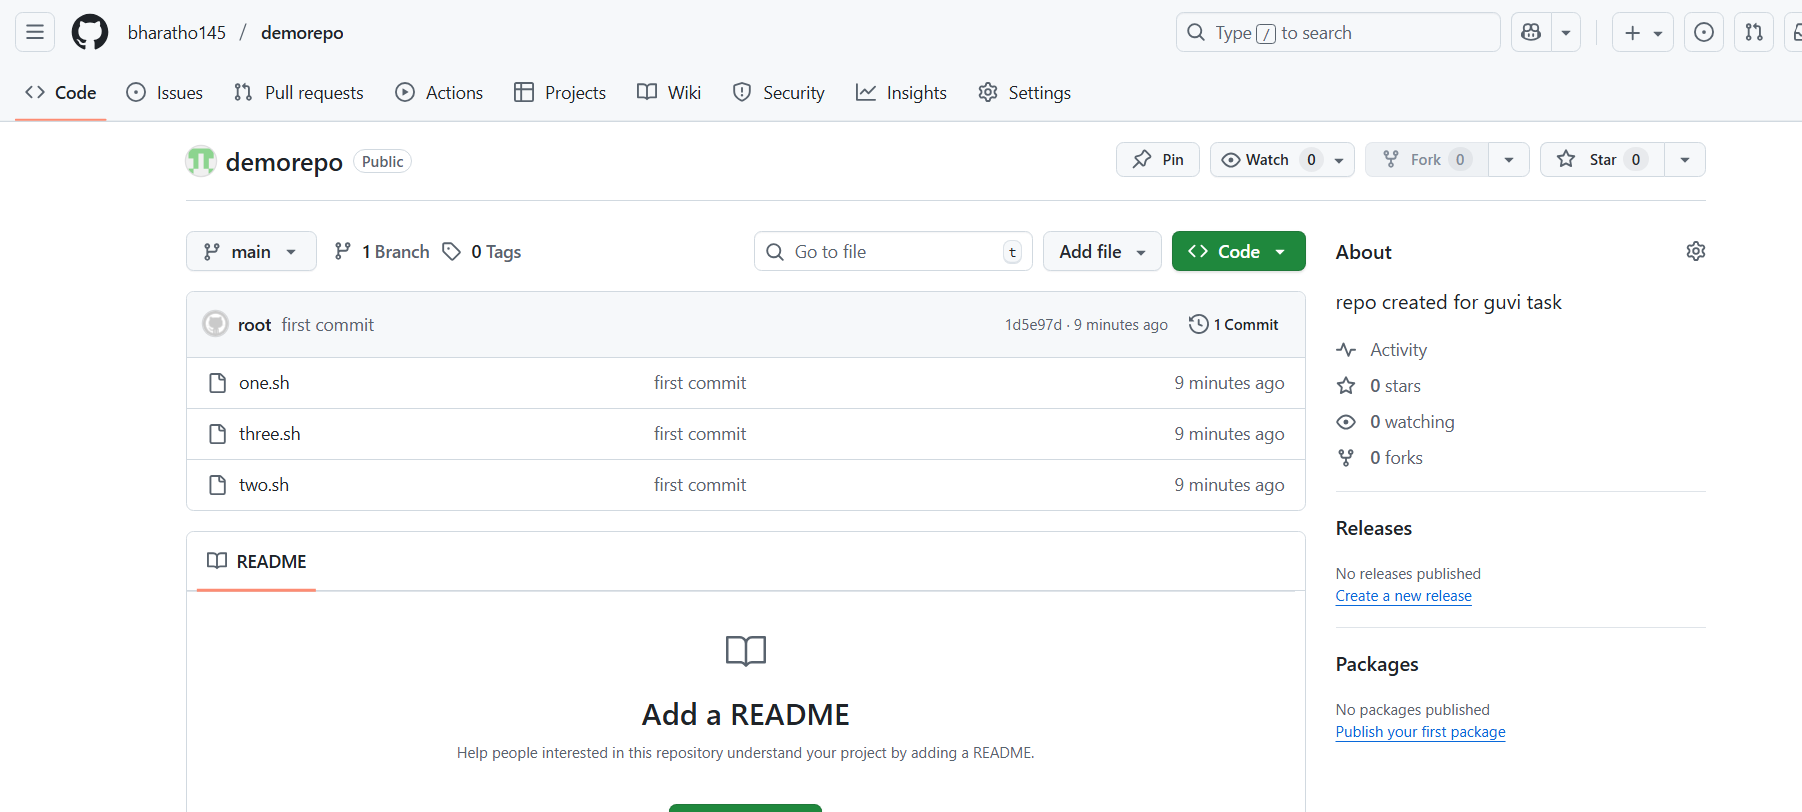 bharatho145 / demorepo
Type / to search
Code Issues Pull requests Actions Projects Wiki Security Insights Settings
demorepo Public
Pin Watch 0 Fork 0 Star 0
main 1 Branch 0 Tags Go to file t Add file Code
root first commit 1d5e97d · 9 minutes ago 1 Commit
one.sh first commit 9 minutes ago
three.sh first commit 9 minutes ago
two.sh first commit 9 minutes ago
README
Add a README
Help people interested in this repository understand your project by adding a README.
About
repo created for guvi task
Activity
0 stars
0 watching
0 forks
Releases
No releases published
Create a new release
Packages
No packages published
Publish your first package